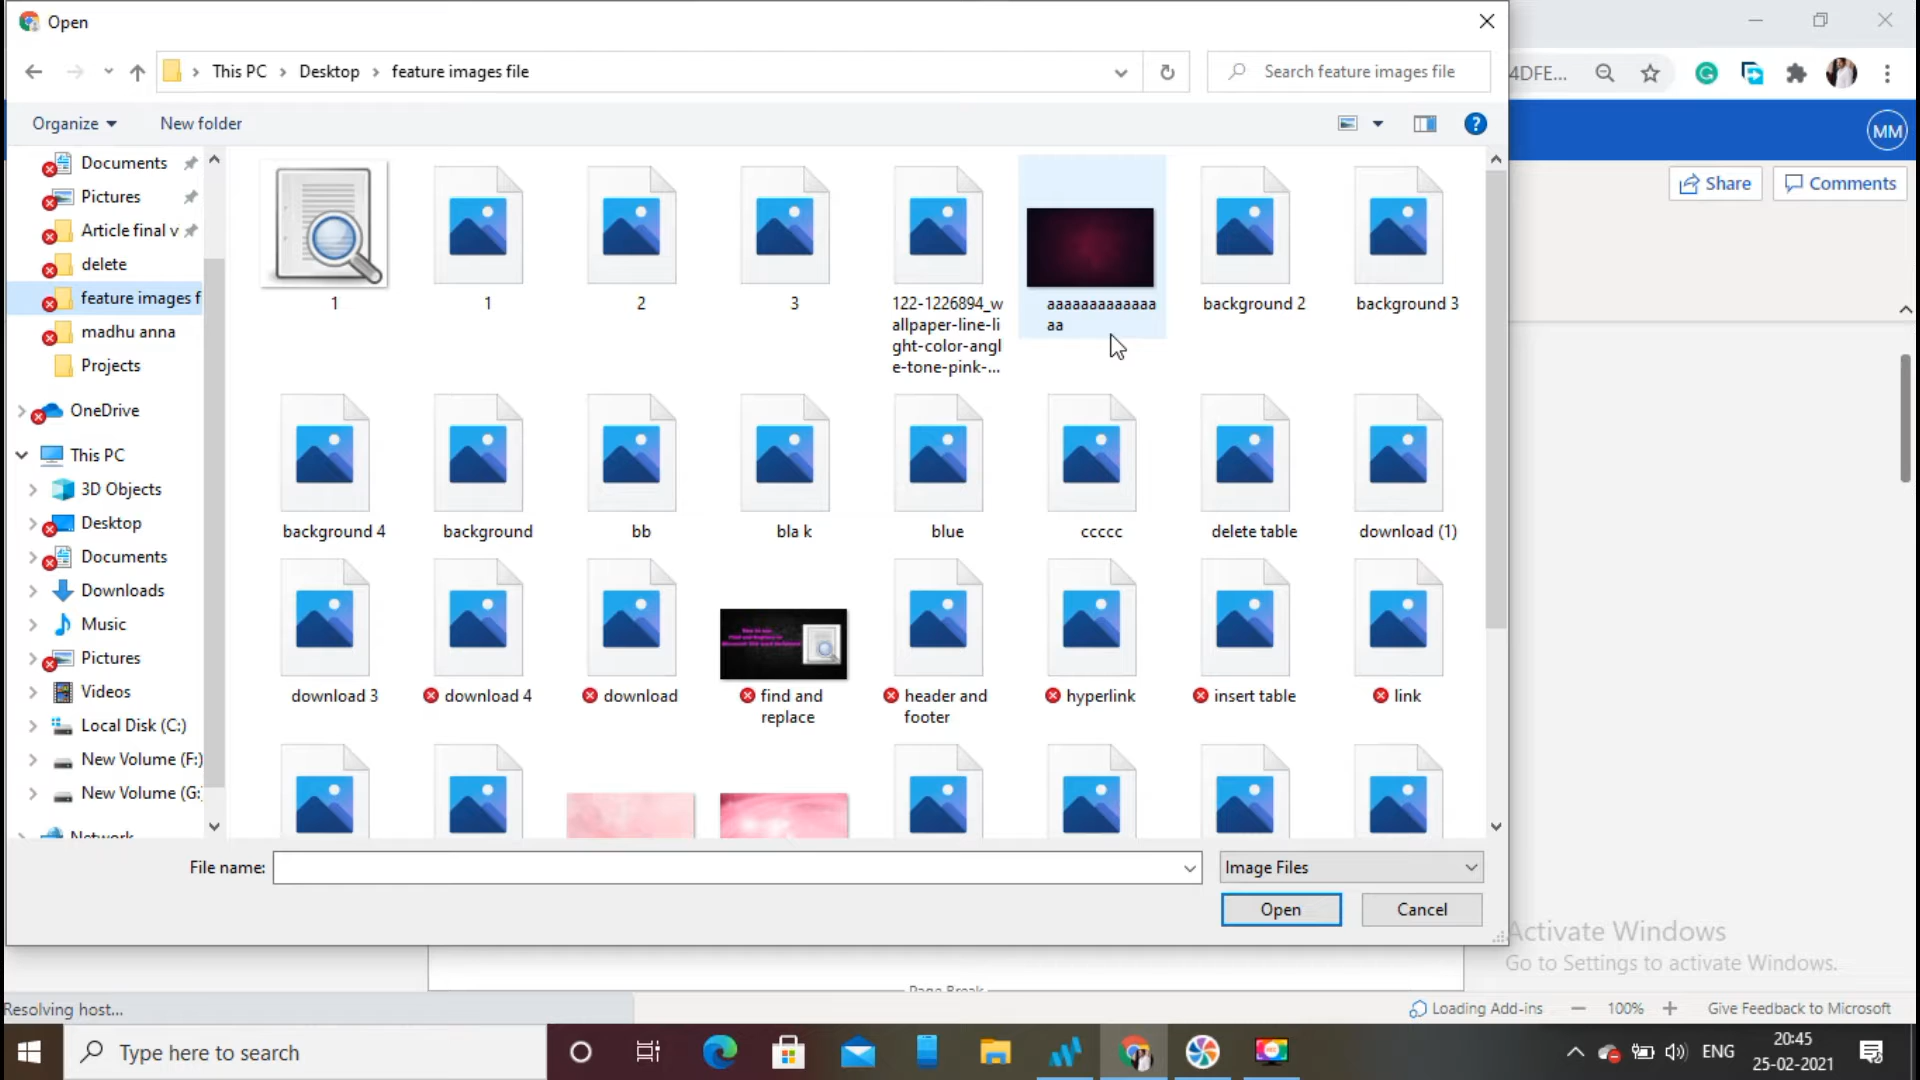 Open
This PC > Desktop > feature images file
Search feature images file
4DFE...
Organize
New folder
MM
Share
Comments
Documents
Pictures
Article final v
delete
feature images f
madhu anna
Projects
OneDrive
This PC
3D Objects
Desktop
Documents
Downloads
Music
Pictures
Videos
Local Disk (C:)
New Volume (F:)
New Volume (G:
Network
1
1
2
3
122-1226894_w
allpaper-line-li
ght-color-angl
e-tone-pink-...
aaaaaaaaaaaaa
aa
background 2
background 3
background 4
background
bb
bla k
blue
ccccc
delete table
download (1)
download 3
download 4
download
find and
replace
header and
footer
hyperlink
insert table
link
File name:
Image Files
Open
Cancel
Activate Windows
Go to Settings to activate Windows.
Page Break
Resolving host...
Loading Add-ins
100%
Give Feedback to Microsoft
Type here to search
ENG
20:45
25-02-2021